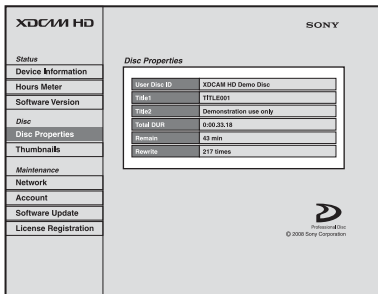 XDCAM HD
SONY
Status
Device Information
Hours Meter
Software Version
Disc
Disc Properties
Thumbnails
Maintenance
Network
Account
Software Update
License Registration
Disc Properties
User Disc ID XDCAM HD Demo Disc
Title1 TITLE001
Title2 Demonstration use only
Total DUR 0:00.33.18
Remain 43 min
Rewrite 217 times
Professional Disc
© 2008 Sony Corporation